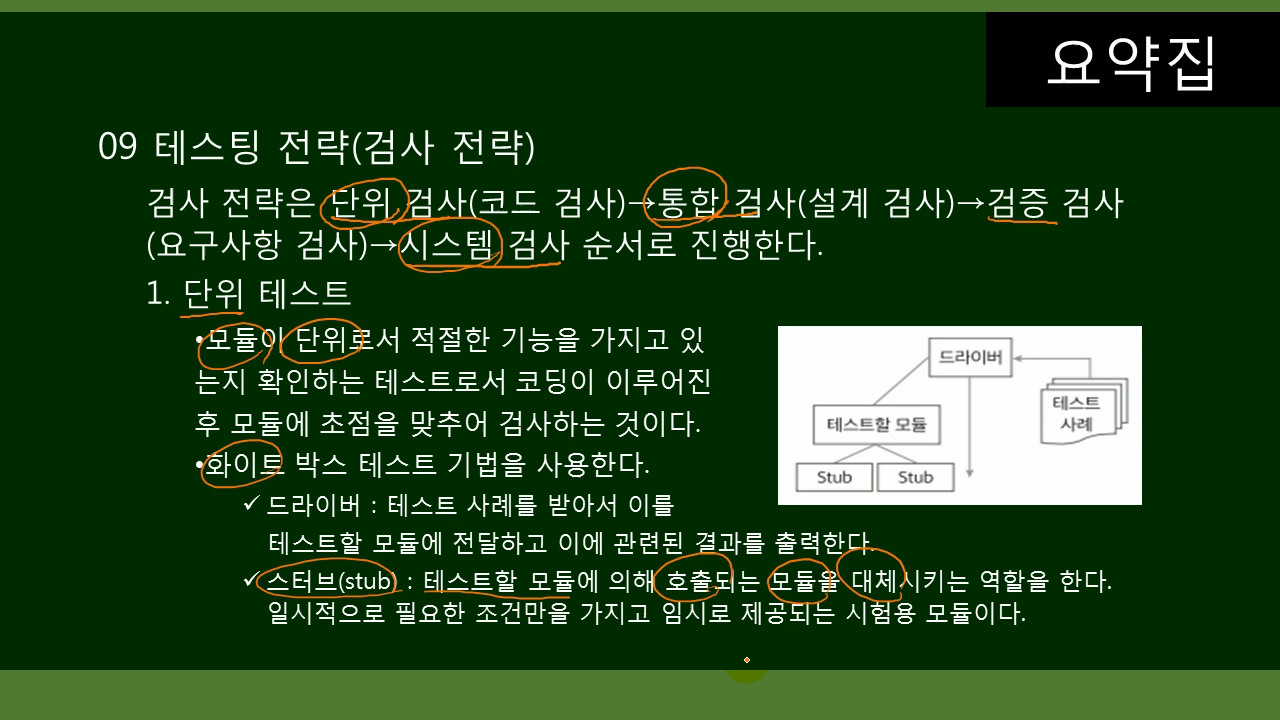 요약집
09 테스팅 전략(검사 전략)
검사 전략은 단위 검사(코드 검사)→통합 검사(설계 검사)→검증 검사
(요구사항 검사)→시스템 검사 순서로 진행한다.
1. 단위 테스트
•모듈이 단위로서 적절한 기능을 가지고 있
는지 확인하는 테스트로서 코딩이 이루어진
후 모듈에 초점을 맞추어 검사하는 것이다.
•화이트 박스 테스트 기법을 사용한다.
✓ 드라이버 : 테스트 사례를 받아서 이를
테스트할 모듈에 전달하고 이에 관련된 결과를 출력한다.
✓ 스터브(stub) : 테스트할 모듈에 의해 호출되는 모듈을 대체시키는 역할을 한다.
일시적으로 필요한 조건만을 가지고 임시로 제공되는 시험용 모듈이다.
드라이버
테스트
사례
테스트할 모듈
Stub Stub